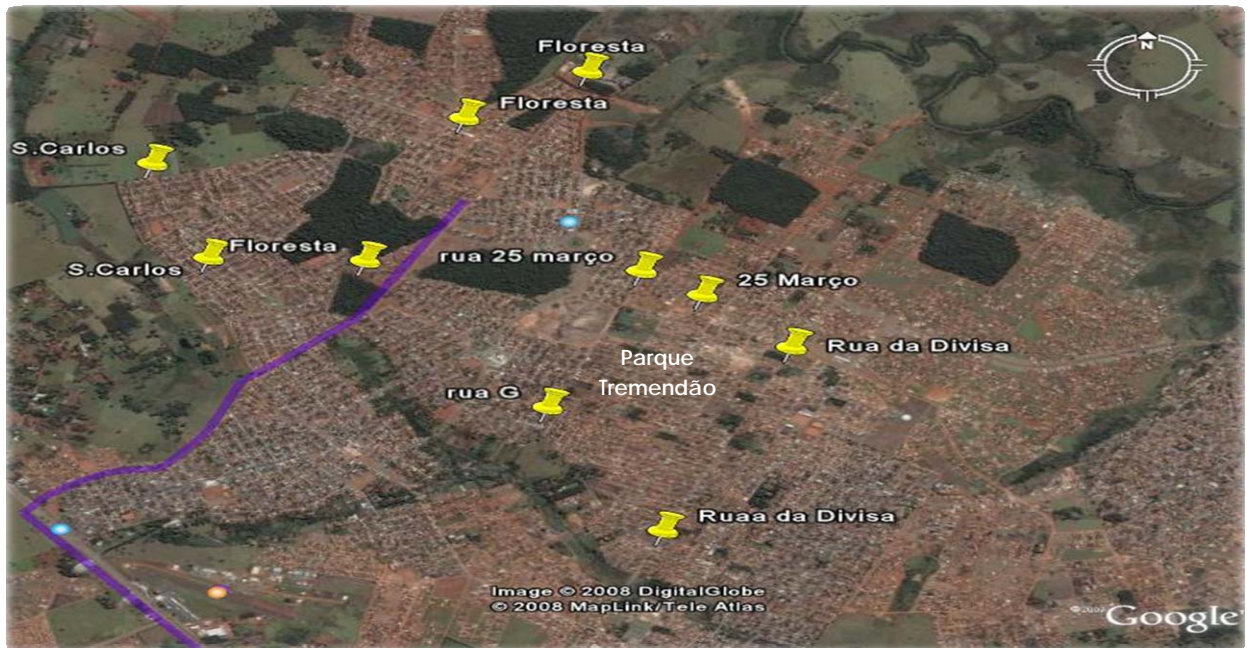 Floresta
N
Floresta
S.Carlos
Floresta
rua 25 março
S.Carlos
25 Março
Rua da Divisa
Parque
Tremendão
rua G
Ruaa da Divisa
Image © 2008 DigitalGlobe
© 2008 MapLink/Tele Atlas
Google